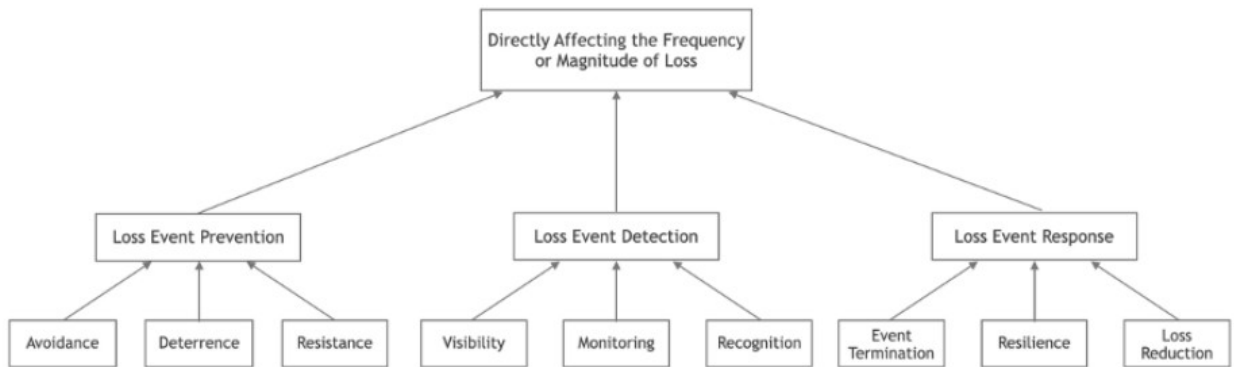 Directly Affecting the Frequency
or Magnitude of Loss
Loss Event Prevention
Loss Event Detection
Loss Event Response
Avoidance
Deterrence
Resistance
Visibility
Monitoring
Recognition
Event
Termination
Resilience
Loss
Reduction